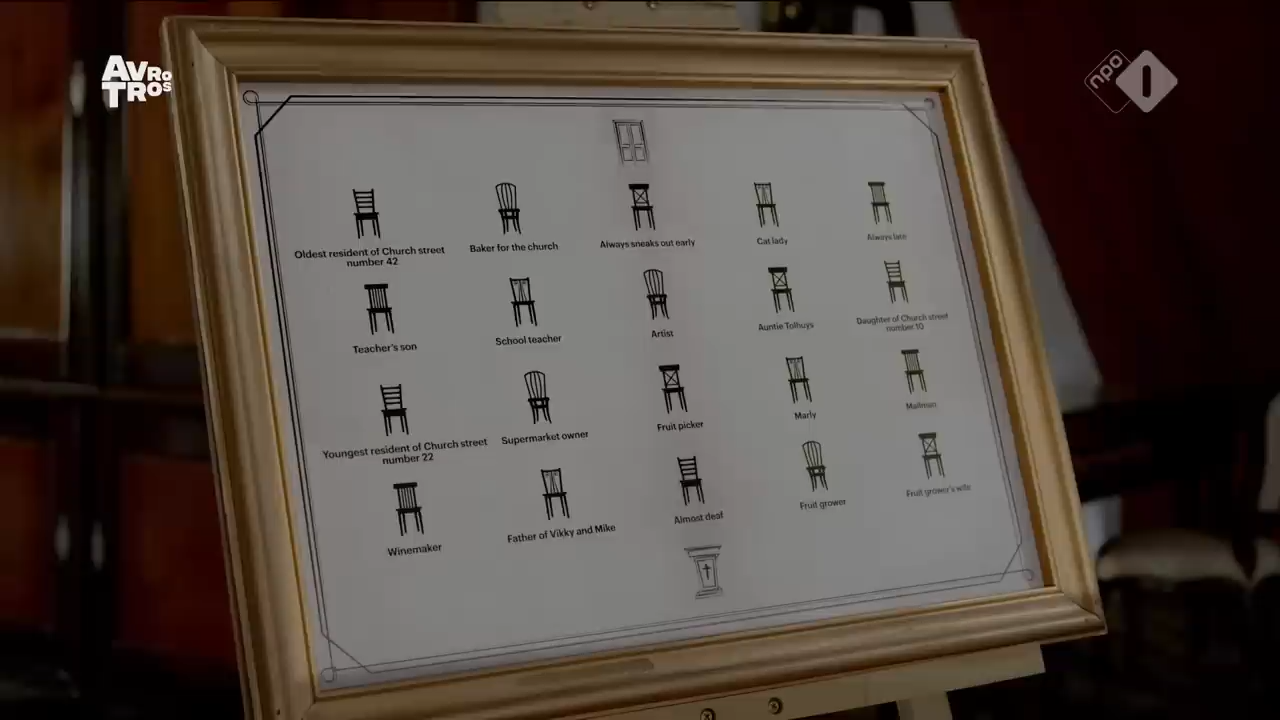 AVRO
TROS
npo
Oldest resident of Church street
number 42
Baker for the church
Always sneaks out early
Cat lady
Always late
Teacher's son
School teacher
Artist
Auntie Tolhuys
Daughter of Church street
number 10
Youngest resident of Church street
number 22
Supermarket owner
Fruit picker
Marly
Mailman
Winemaker
Father of Vikky and Mike
Almost deaf
Fruit grower
Fruit grower's wife